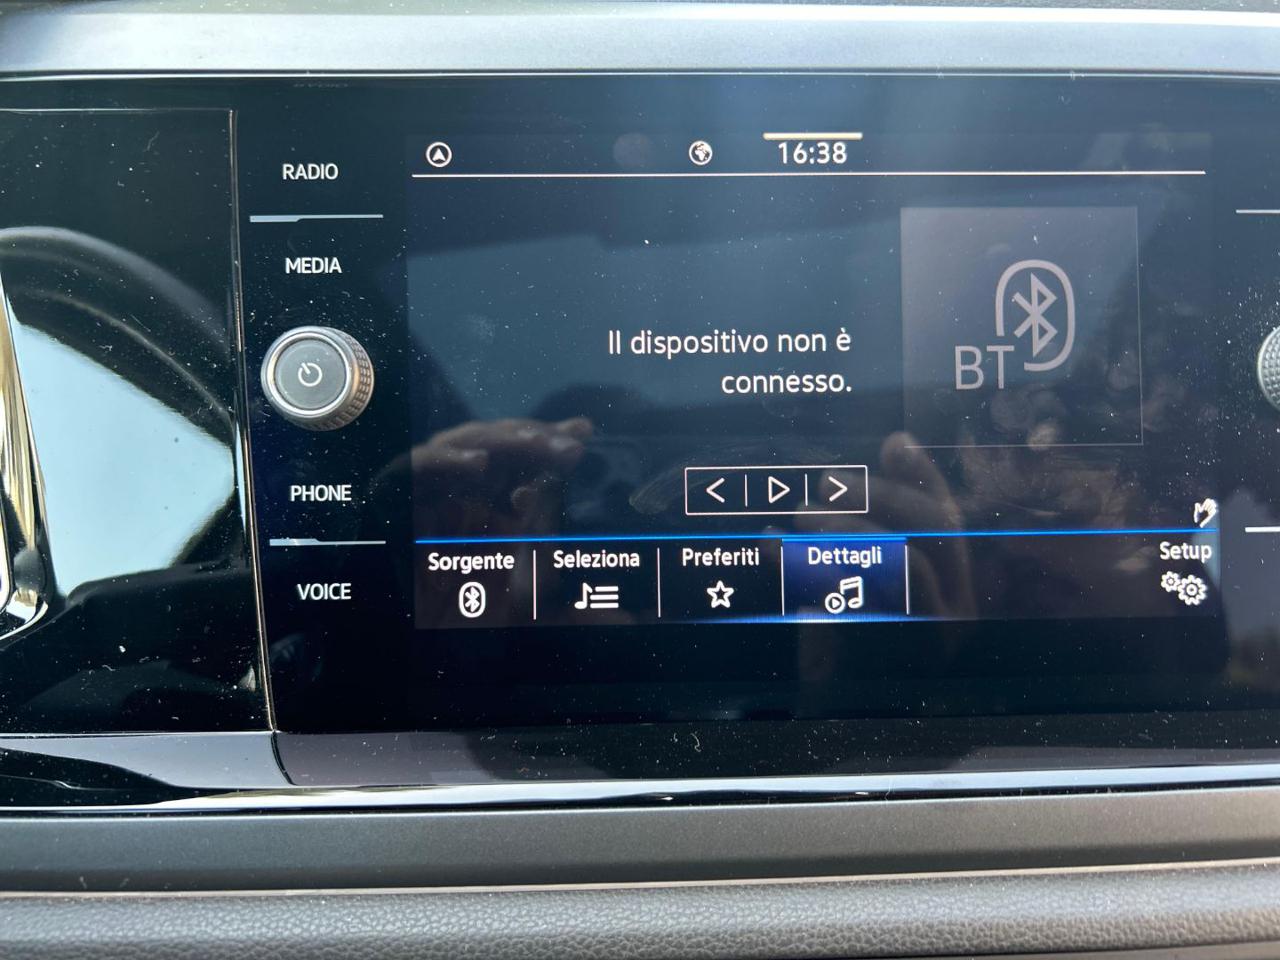 RADIO
MEDIA
PHONE
VOICE
16:38
Il dispositivo non è
connesso.
BT
Sorgente
Seleziona
Preferiti
Dettagli
Setup